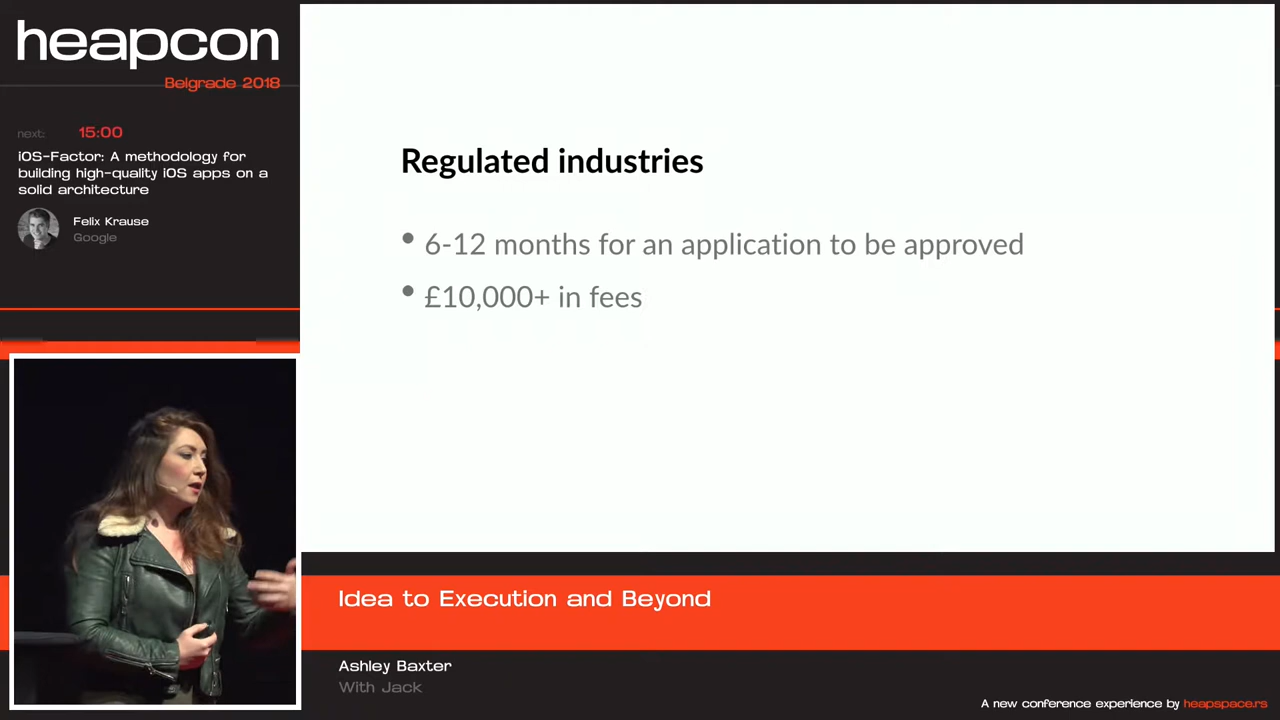 heapcon
Belgrade 2018
next: 15:00
iOS-Factor: A methodology for
building high-quality iOS apps on a
solid architecture
Felix Krause
Google
Regulated industries
• 6-12 months for an application to be approved
• £10,000+ in fees
Idea to Execution and Beyond
Ashley Baxter
With Jack
A new conference experience by heapspace.rs